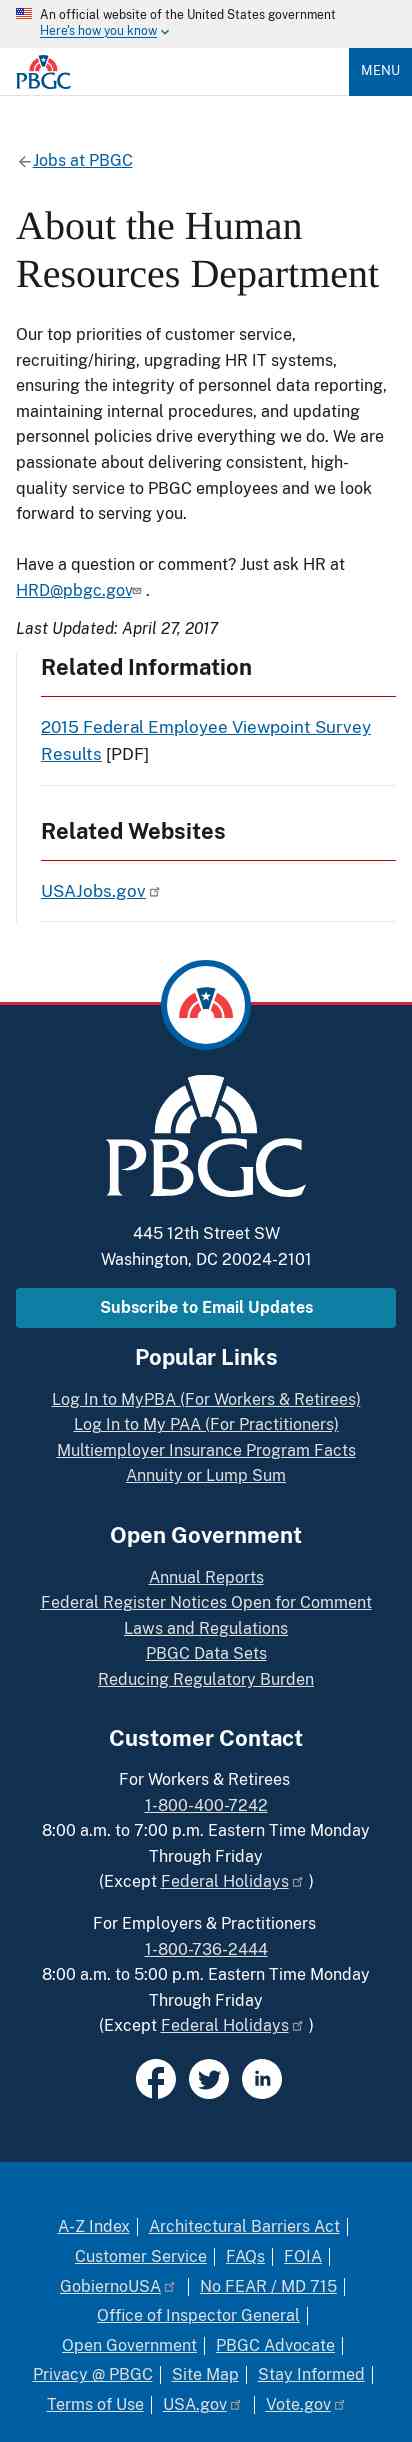 An official website of the United States government
Here's how you know
PBGC
MENU
Jobs at PBGC
About the Human
Resources Department
Our top priorities of customer service,
recruiting/hiring, upgrading HR IT systems,
ensuring the integrity of personnel data reporting,
maintaining internal procedures, and updating
personnel policies drive everything we do. We are
passionate about delivering consistent, high-
quality service to PBGC employees and we look
forward to serving you.
Have a question or comment? Just ask HR at
HRD@pbgc.gov .
Last Updated: April 27, 2017
Related Information
2015 Federal Employee Viewpoint Survey
Results [PDF]
Related Websites
USAJobs.gov
PBGC
445 12th Street SW
Washington, DC 20024-2101
Subscribe to Email Updates
Popular Links
Log In to MyPBA (For Workers & Retirees)
Log In to My PAA (For Practitioners)
Multiemployer Insurance Program Facts
Annuity or Lump Sum
Open Government
Annual Reports
Federal Register Notices Open for Comment
Laws and Regulations
PBGC Data Sets
Reducing Regulatory Burden
Customer Contact
For Workers & Retirees
1-800-400-7242
8:00 a.m. to 7:00 p.m. Eastern Time Monday
Through Friday
(Except Federal Holidays )
For Employers & Practitioners
1-800-736-2444
8:00 a.m. to 5:00 p.m. Eastern Time Monday
Through Friday
(Except Federal Holidays )
in
A-Z Index | Architectural Barriers Act |
Customer Service | FAQs | FOIA |
GobiernoUSA | No FEAR / MD 715 |
Office of Inspector General |
Open Government | PBGC Advocate |
Privacy @ PBGC | Site Map | Stay Informed |
Terms of Use | USA.gov | Vote.gov